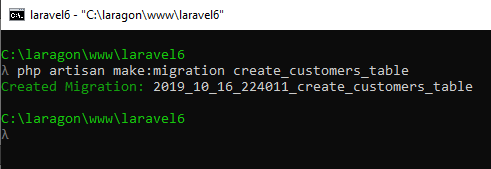 laravel6 - "C:\laragon\www\laravel6"
C:\laragon\www\laravel6
λ php artisan make:migration create_customers_table
Created Migration: 2019_10_16_224011_create_customers_table
C:\laragon\www\laravel6
λ